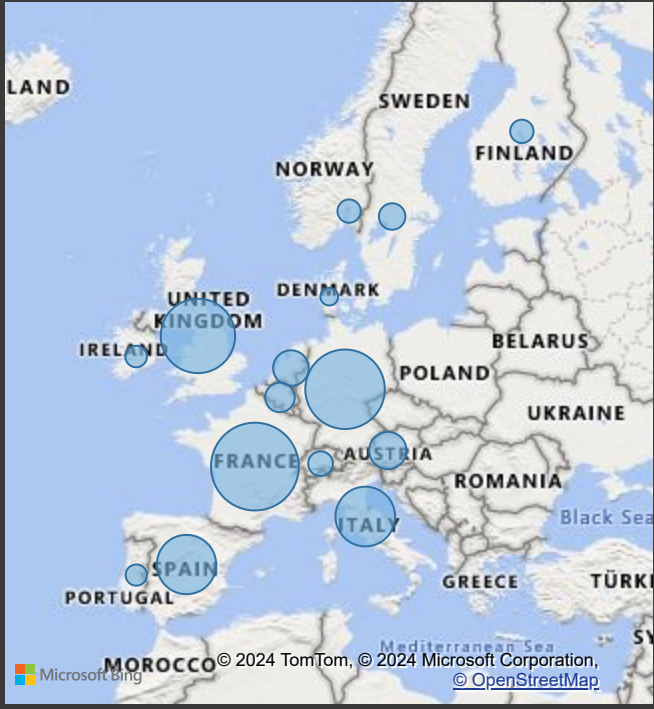 LAND
SWEDEN
FINLAND
NORWAY
DENMARK
UNITED
KINGDOM
IRELAND
BELARUS
POLAND
UKRAINE
FRANCE
AUSTRIA
ROMANIA
Black Sea
ITALY
SPAIN
GREECE
TÜRK
PORTUGAL
SY
Mediterranean Sea
MOROCCO
© 2024 TomTom, © 2024 Microsoft Corporation,
Microsoft Bing
© OpenStreetMap